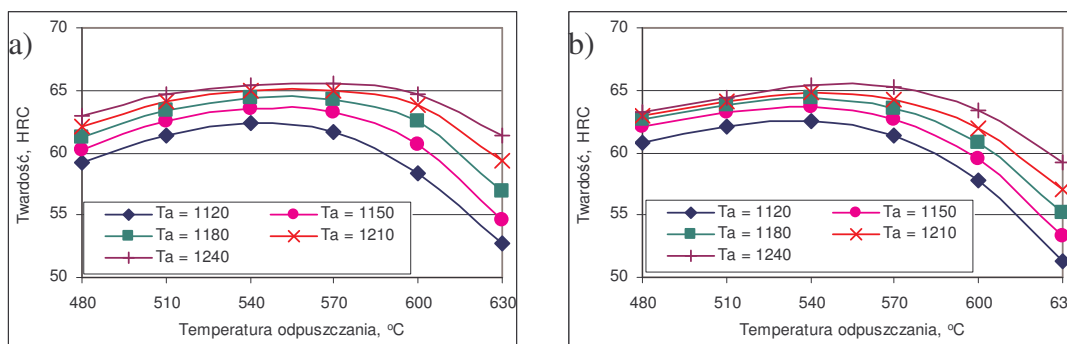 a)
70
65
60
55
50
Twardość, HRC
Ta = 1120
Ta = 1150
Ta = 1180
Ta = 1210
Ta = 1240
480 510 540 570 600 630
Temperatura odpuszczania, °C
b)
70
65
60
55
50
Twardość, HRC
Ta = 1120
Ta = 1150
Ta = 1180
Ta = 1210
Ta = 1240
480 510 540 570 600 630
Temperatura odpuszczania, °C